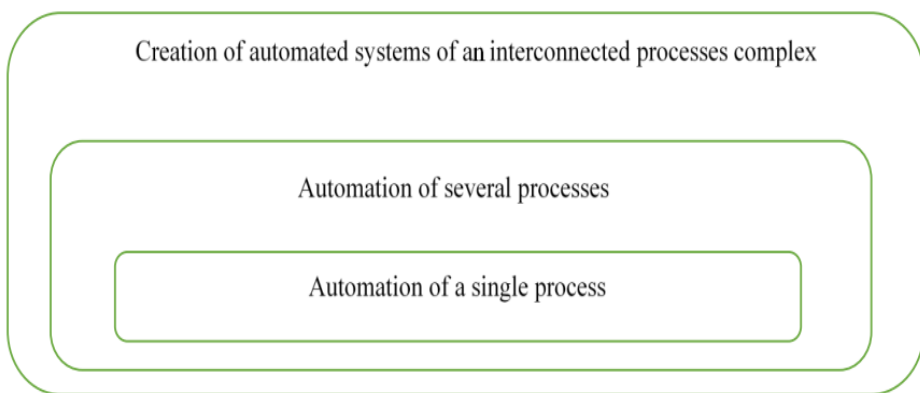 Creation of automated systems of an interconnected processes complex
Automation of several processes
Automation of a single process